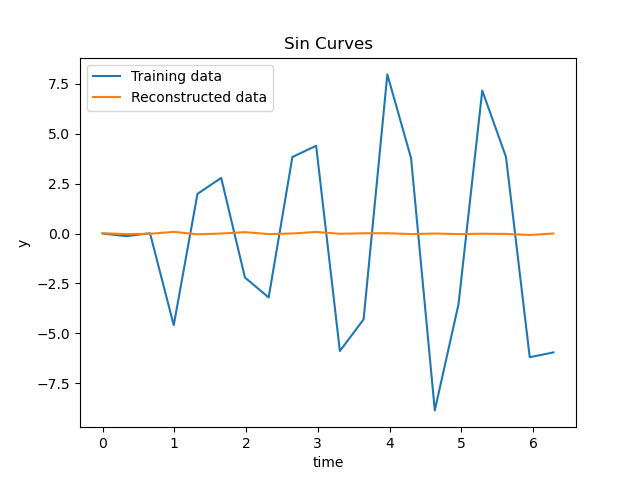 Sin Curves
Training data
Reconstructed data
7.5
5.0
2.5
0.0
−2.5
−5.0
−7.5
y
0 1 2 3 4 5 6
time